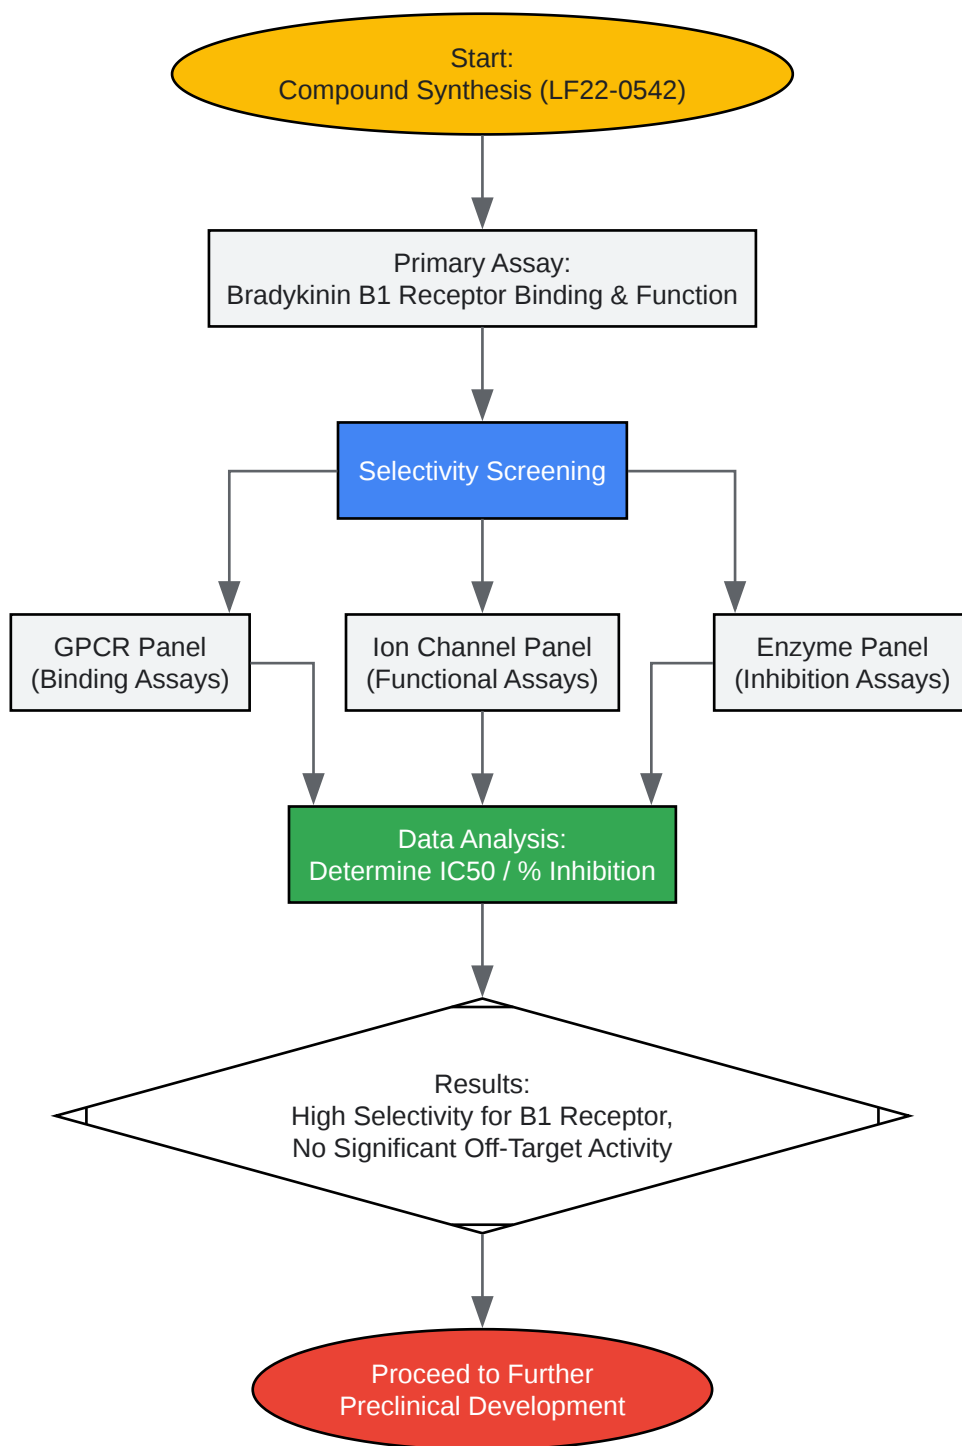 Start:
Compound Synthesis (LF22-0542)
Primary Assay:
Bradykinin B1 Receptor Binding & Function
Selectivity Screening
GPCR Panel
(Binding Assays)
Ion Channel Panel
(Functional Assays)
Enzyme Panel
(Inhibition Assays)
Data Analysis:
Determine IC50 / % Inhibition
Results:
High Selectivity for B1 Receptor,
No Significant Off-Target Activity
Proceed to Further
Preclinical Development